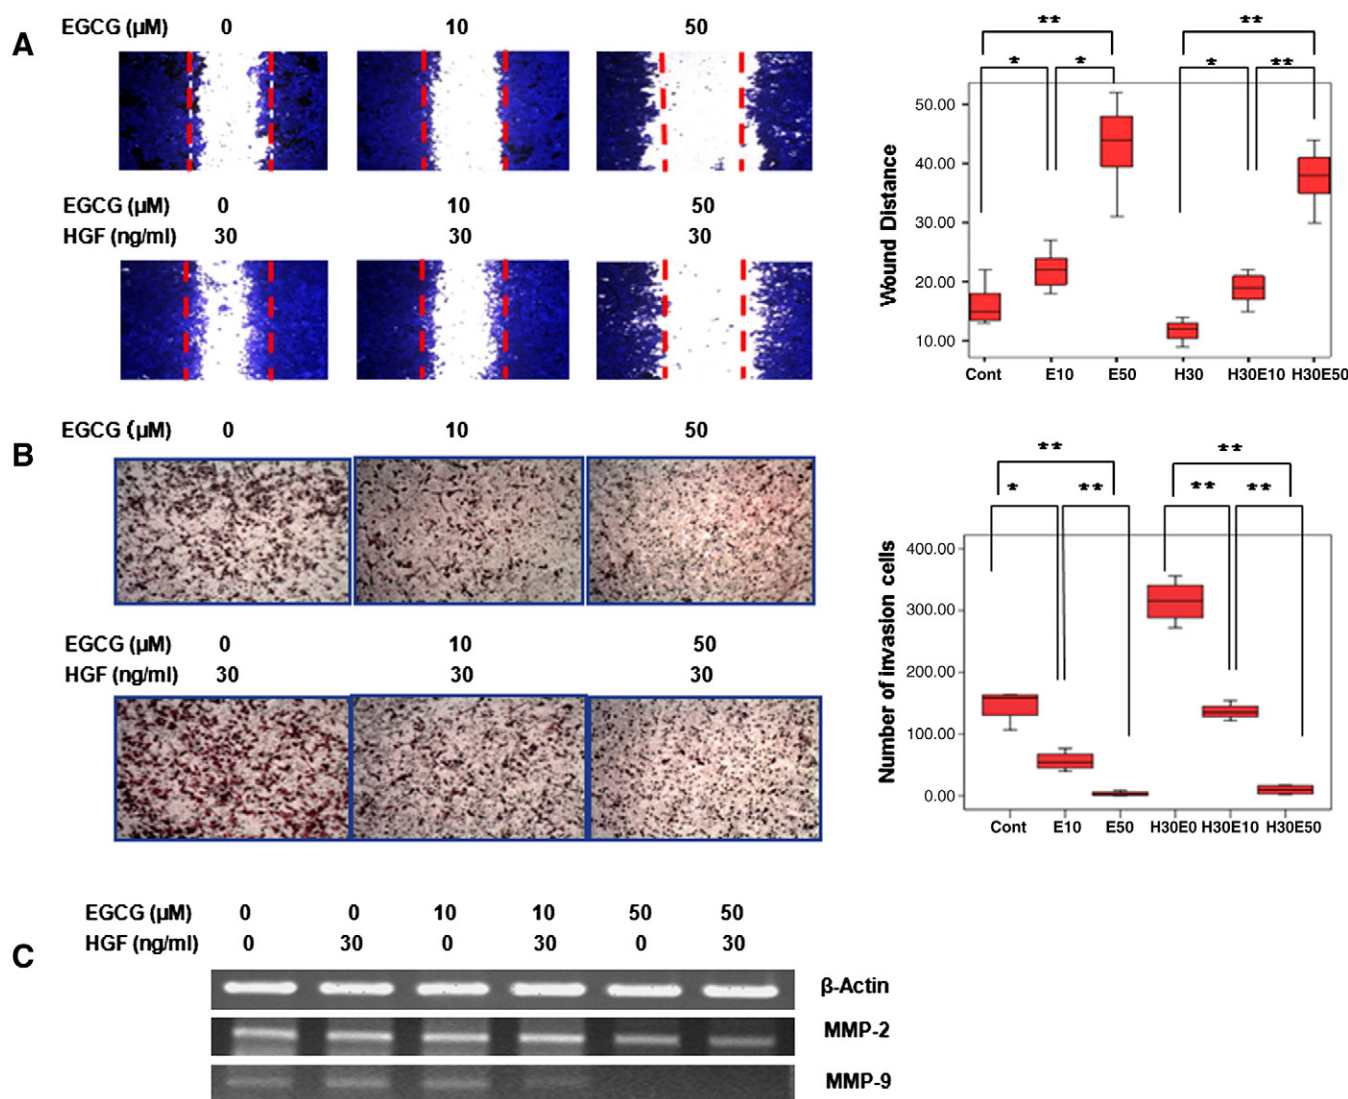 A
EGCG (μM) 0 10 50
EGCG (μM) 0 10 50
HGF (ng/ml) 30 30 30
** **
* * * **
Wound Distance
50.00
40.00
30.00
20.00
10.00
Cont E10 E50 H30 H30E10 H30E50
B
EGCG (μM) 0 10 50
EGCG (μM) 0 10 50
HGF (ng/ml) 30 30 30
** **
* ** ** **
Number of invasion cells
400.00
300.00
200.00
100.00
0.00
Cont E10 E50 H30E0 H30E10 H30E50
C
EGCG (μM) 0 0 10 10 50 50
HGF (ng/ml) 0 30 0 30 0 30
β-Actin
MMP-2
MMP-9